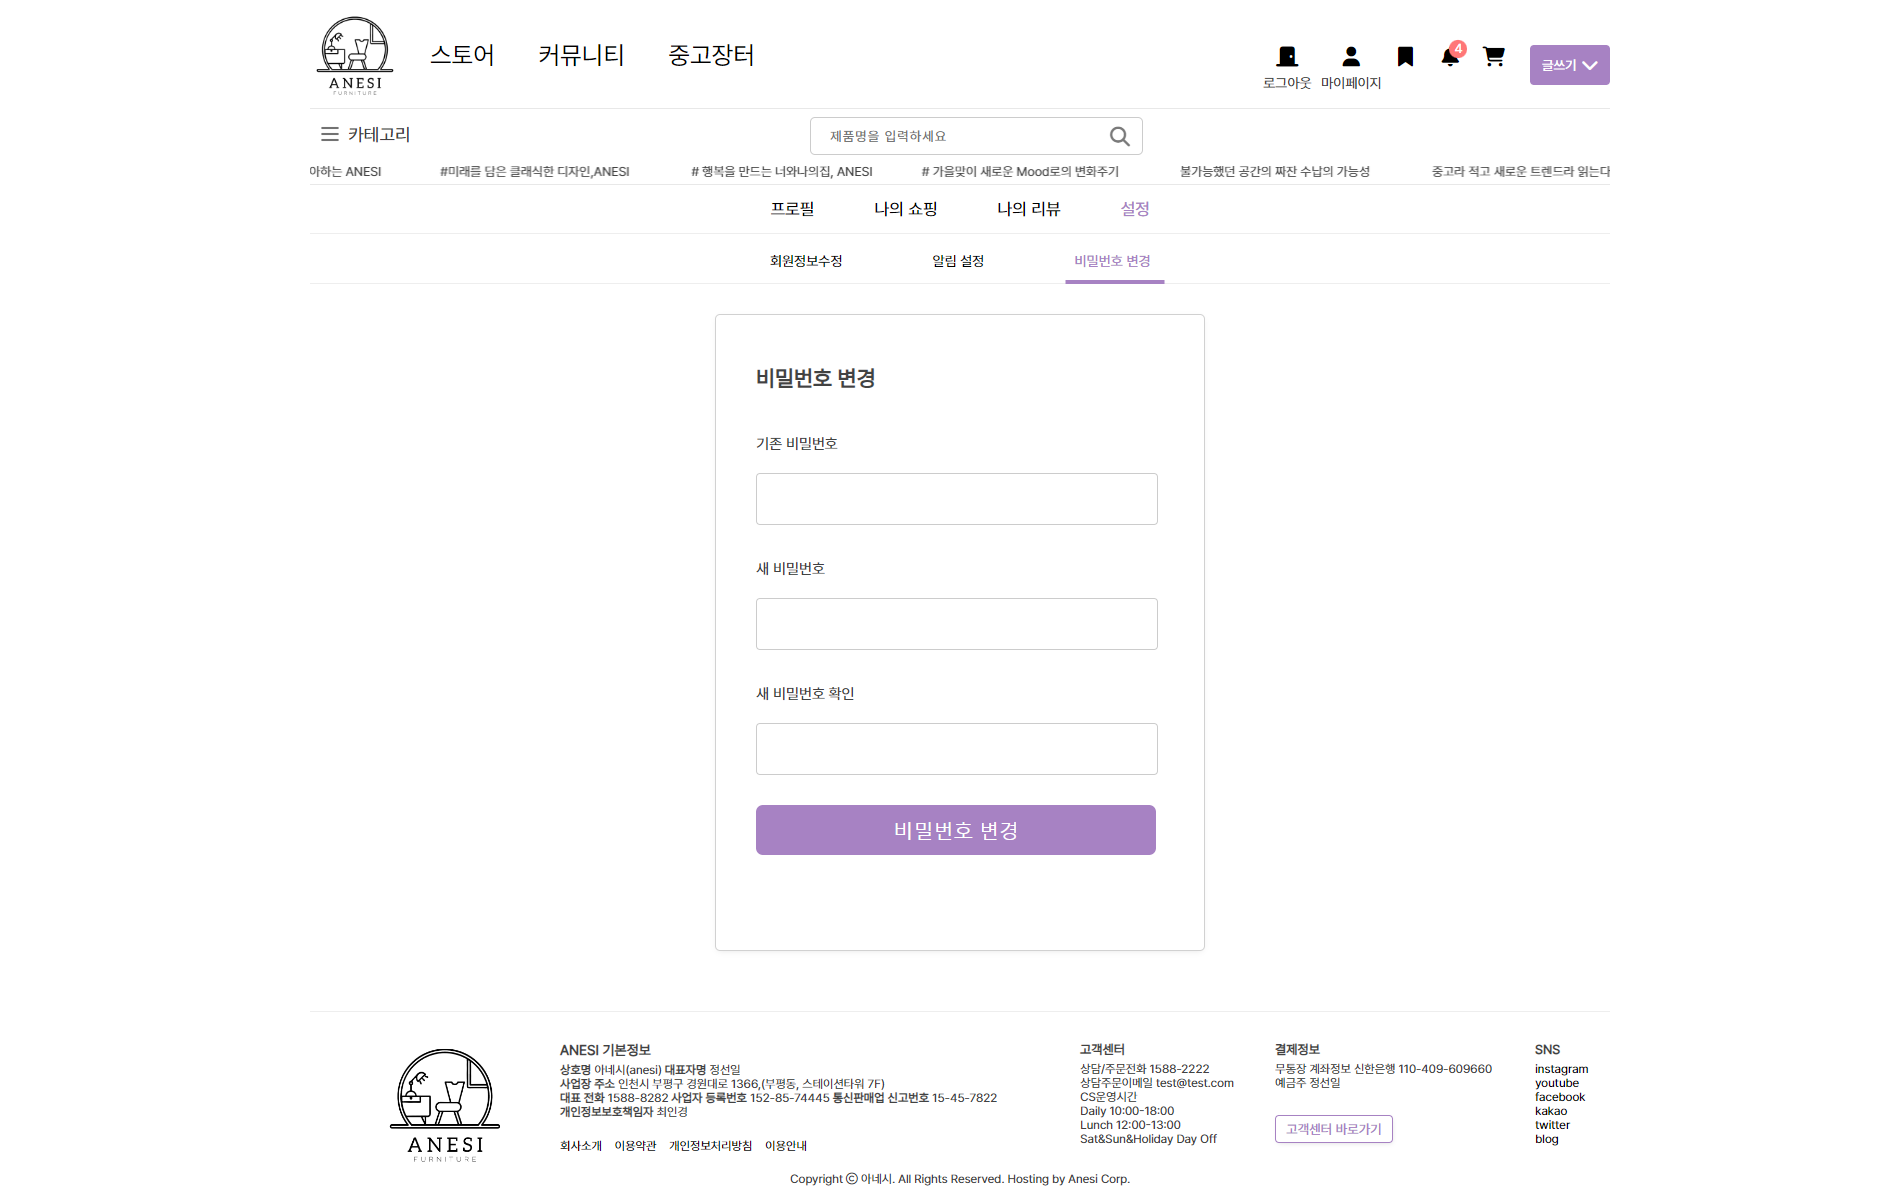 ANESI
FURNITURE
스토어 커뮤니티 중고장터
4
로그아웃 마이페이지
글쓰기
카테고리
제품명을 입력하세요
아하는 ANESI #미래를 담은 클래식한 디자인,ANESI # 행복을 만드는 너와나의집, ANESI # 가을맞이 새로운 Mood로의 변화주기 불가능했던 공간의 짜잔 수납의 가능성 중고라 적고 새로운 트렌드라 읽는다
프로필 나의 쇼핑 나의 리뷰 설정
회원정보수정 알림 설정 비밀번호 변경
비밀번호 변경
기존 비밀번호
새 비밀번호
새 비밀번호 확인
비밀번호 변경
ANESI
FURNITURE
ANESI 기본정보
상호명 아네시(anesi) 대표자명 정선일
사업장 주소 인천시 부평구 경원대로 1366,(부평동, 스테이션타워 7F)
대표 전화 1588-8282 사업자 등록번호 152-85-74445 통신판매업 신고번호 15-45-7822
개인정보보호책임자 최인경
회사소개 이용약관 개인정보처리방침 이용안내
고객센터
상담/주문전화 1588-2222
상담주문이메일 test@test.com
CS운영시간
Daily 10:00-18:00
Lunch 12:00-13:00
Sat&Sun&Holiday Day Off
결제정보
무통장 계좌정보 신한은행 110-409-609660
예금주 정선일
고객센터 바로가기
SNS
instagram
youtube
facebook
kakao
twitter
blog
Copyright ⓒ 아네시. All Rights Reserved. Hosting by Anesi Corp.